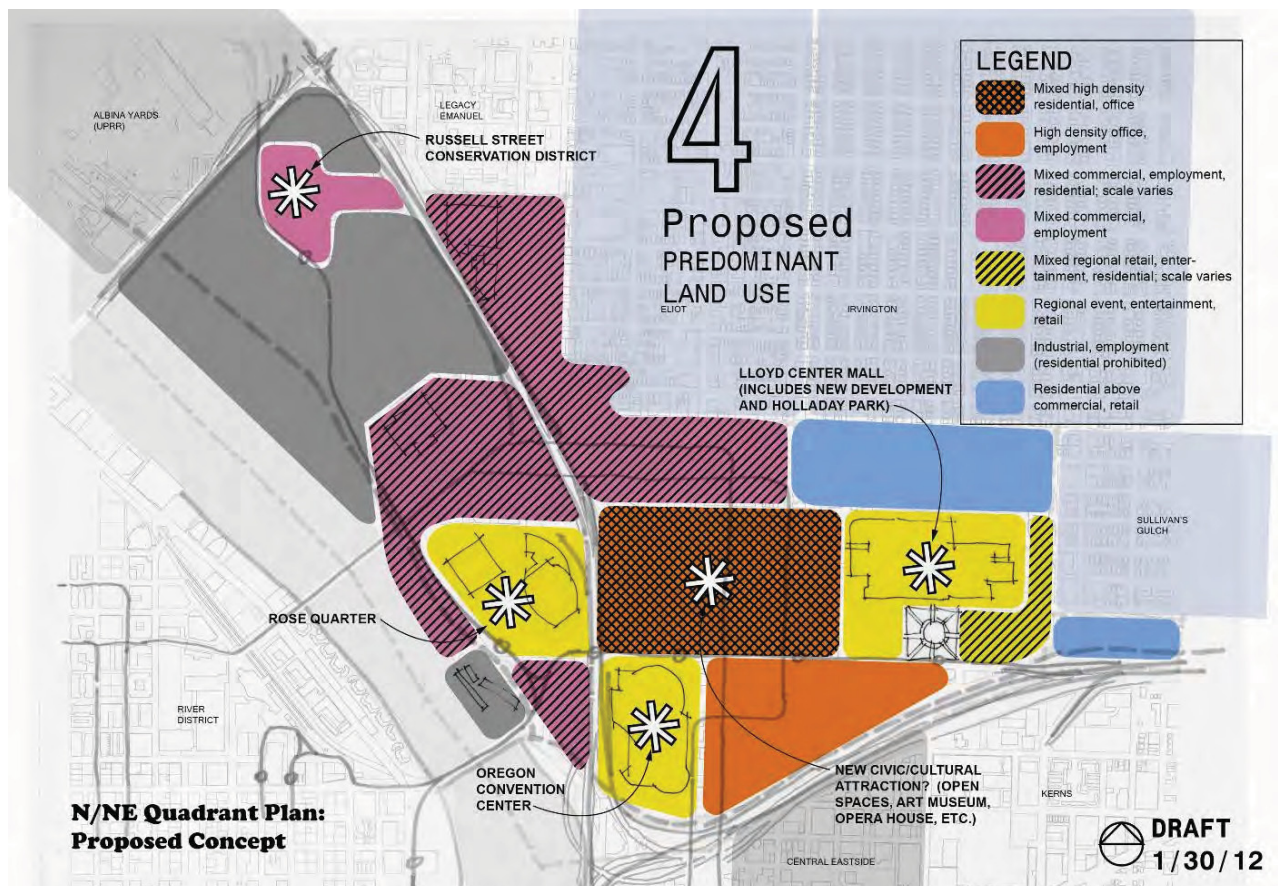 4
Proposed
PREDOMINANT
LAND USE
LEGEND
Mixed high density
residential, office
High density office,
employment
Mixed commercial, employment,
residential; scale varies
Mixed commercial,
employment
Mixed regional retail, enter-
tainment, residential; scale varies
Regional event, entertainment,
retail
Industrial, employment
(residential prohibited)
Residential above
commercial, retail
ALBINA YARDS
(UPRR)
LEGACY
EMANUEL
RUSSELL STREET
CONSERVATION DISTRICT
ELIOT
IRVINGTON
LLOYD CENTER MALL
(INCLUDES NEW DEVELOPMENT
AND HOLLADAY PARK)
SULLIVAN'S
GULCH
ROSE QUARTER
RIVER
DISTRICT
OREGON
CONVENTION
CENTER
NEW CIVIC/CULTURAL
ATTRACTION? (OPEN
SPACES, ART MUSEUM,
OPERA HOUSE, ETC.)
KERNS
CENTRAL EASTSIDE
N/NE Quadrant Plan:
Proposed Concept
DRAFT
1/30/12